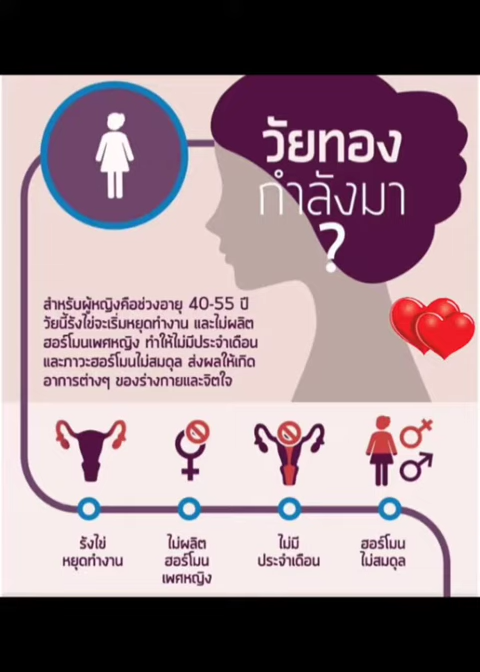 วัยทอง
กำลังมา
?
สำหรับผู้หญิงคือช่วงอายุ 40-55 ปี
วัยนี้รังไข่จะเริ่มหยุดทำงาน และไม่ผลิต
ฮอร์โมนเพศหญิง ทำให้ไม่มีประจำเดือน
และภาวะฮอร์โมนไม่สมดุล ส่งผลให้เกิด
อาการต่างๆ ของร่างกายและจิตใจ
รังไข่
หยุดทำงาน
ไม่ผลิต
ฮอร์โมน
เพศหญิง
ไม่มี
ประจำเดือน
ฮอร์โมน
ไม่สมดุล